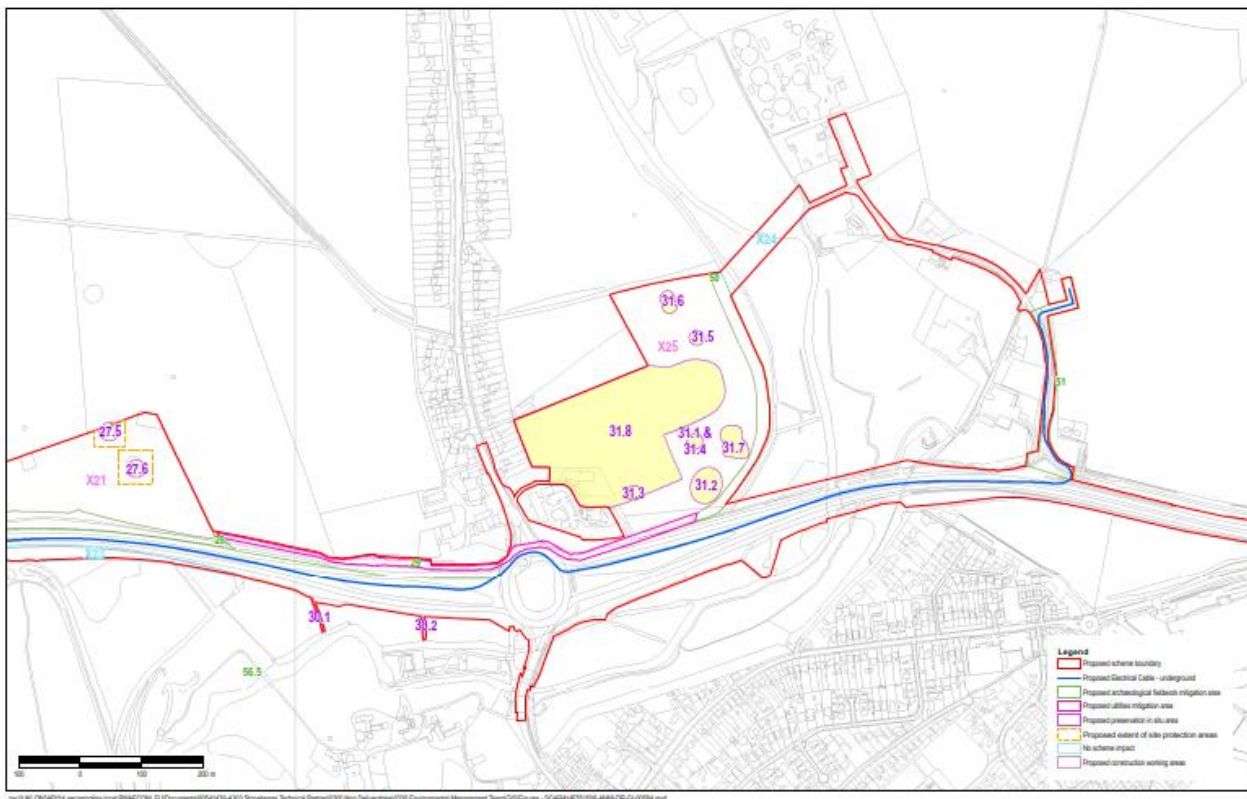 50
X24
31.6
31.5
X25
51
27.5
31.8
31.1 &
31.4
31.7
27.6
X21
31.2
31.3
30.1
56.5
Legend
Proposed scheme boundary
Proposed Electrical Cable - underground
Proposed archaeological fieldwork mitigation area
Proposed utilities mitigation area
Proposed preservation in situ area
Proposed extent of site protection areas
No scheme impact
Proposed construction working areas
100 0 100 200 m